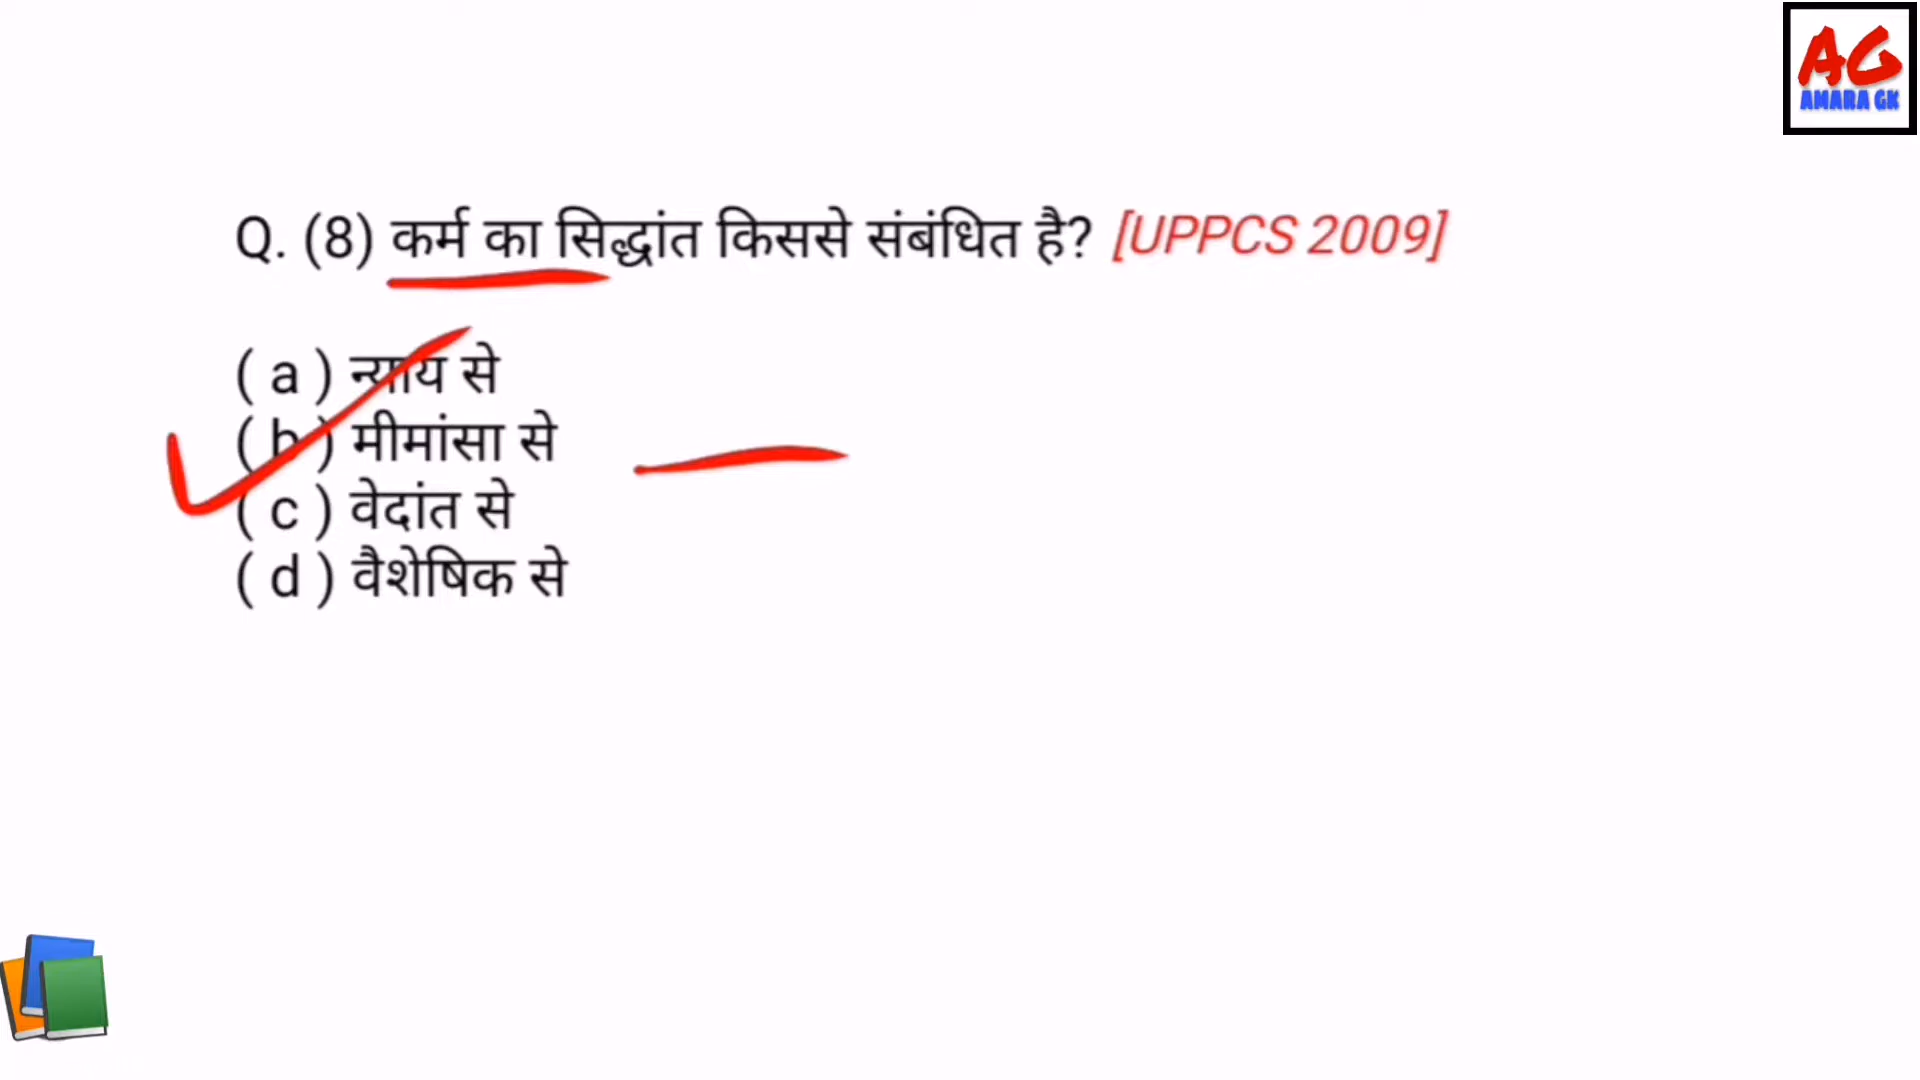 AG
AMARA GK
Q. (8) कर्म का सिद्धांत किससे संबंधित है? [UPPCS 2009]
( a ) न्याय से
( b ) मीमांसा से
( c ) वेदांत से
( d ) वैशेषिक से